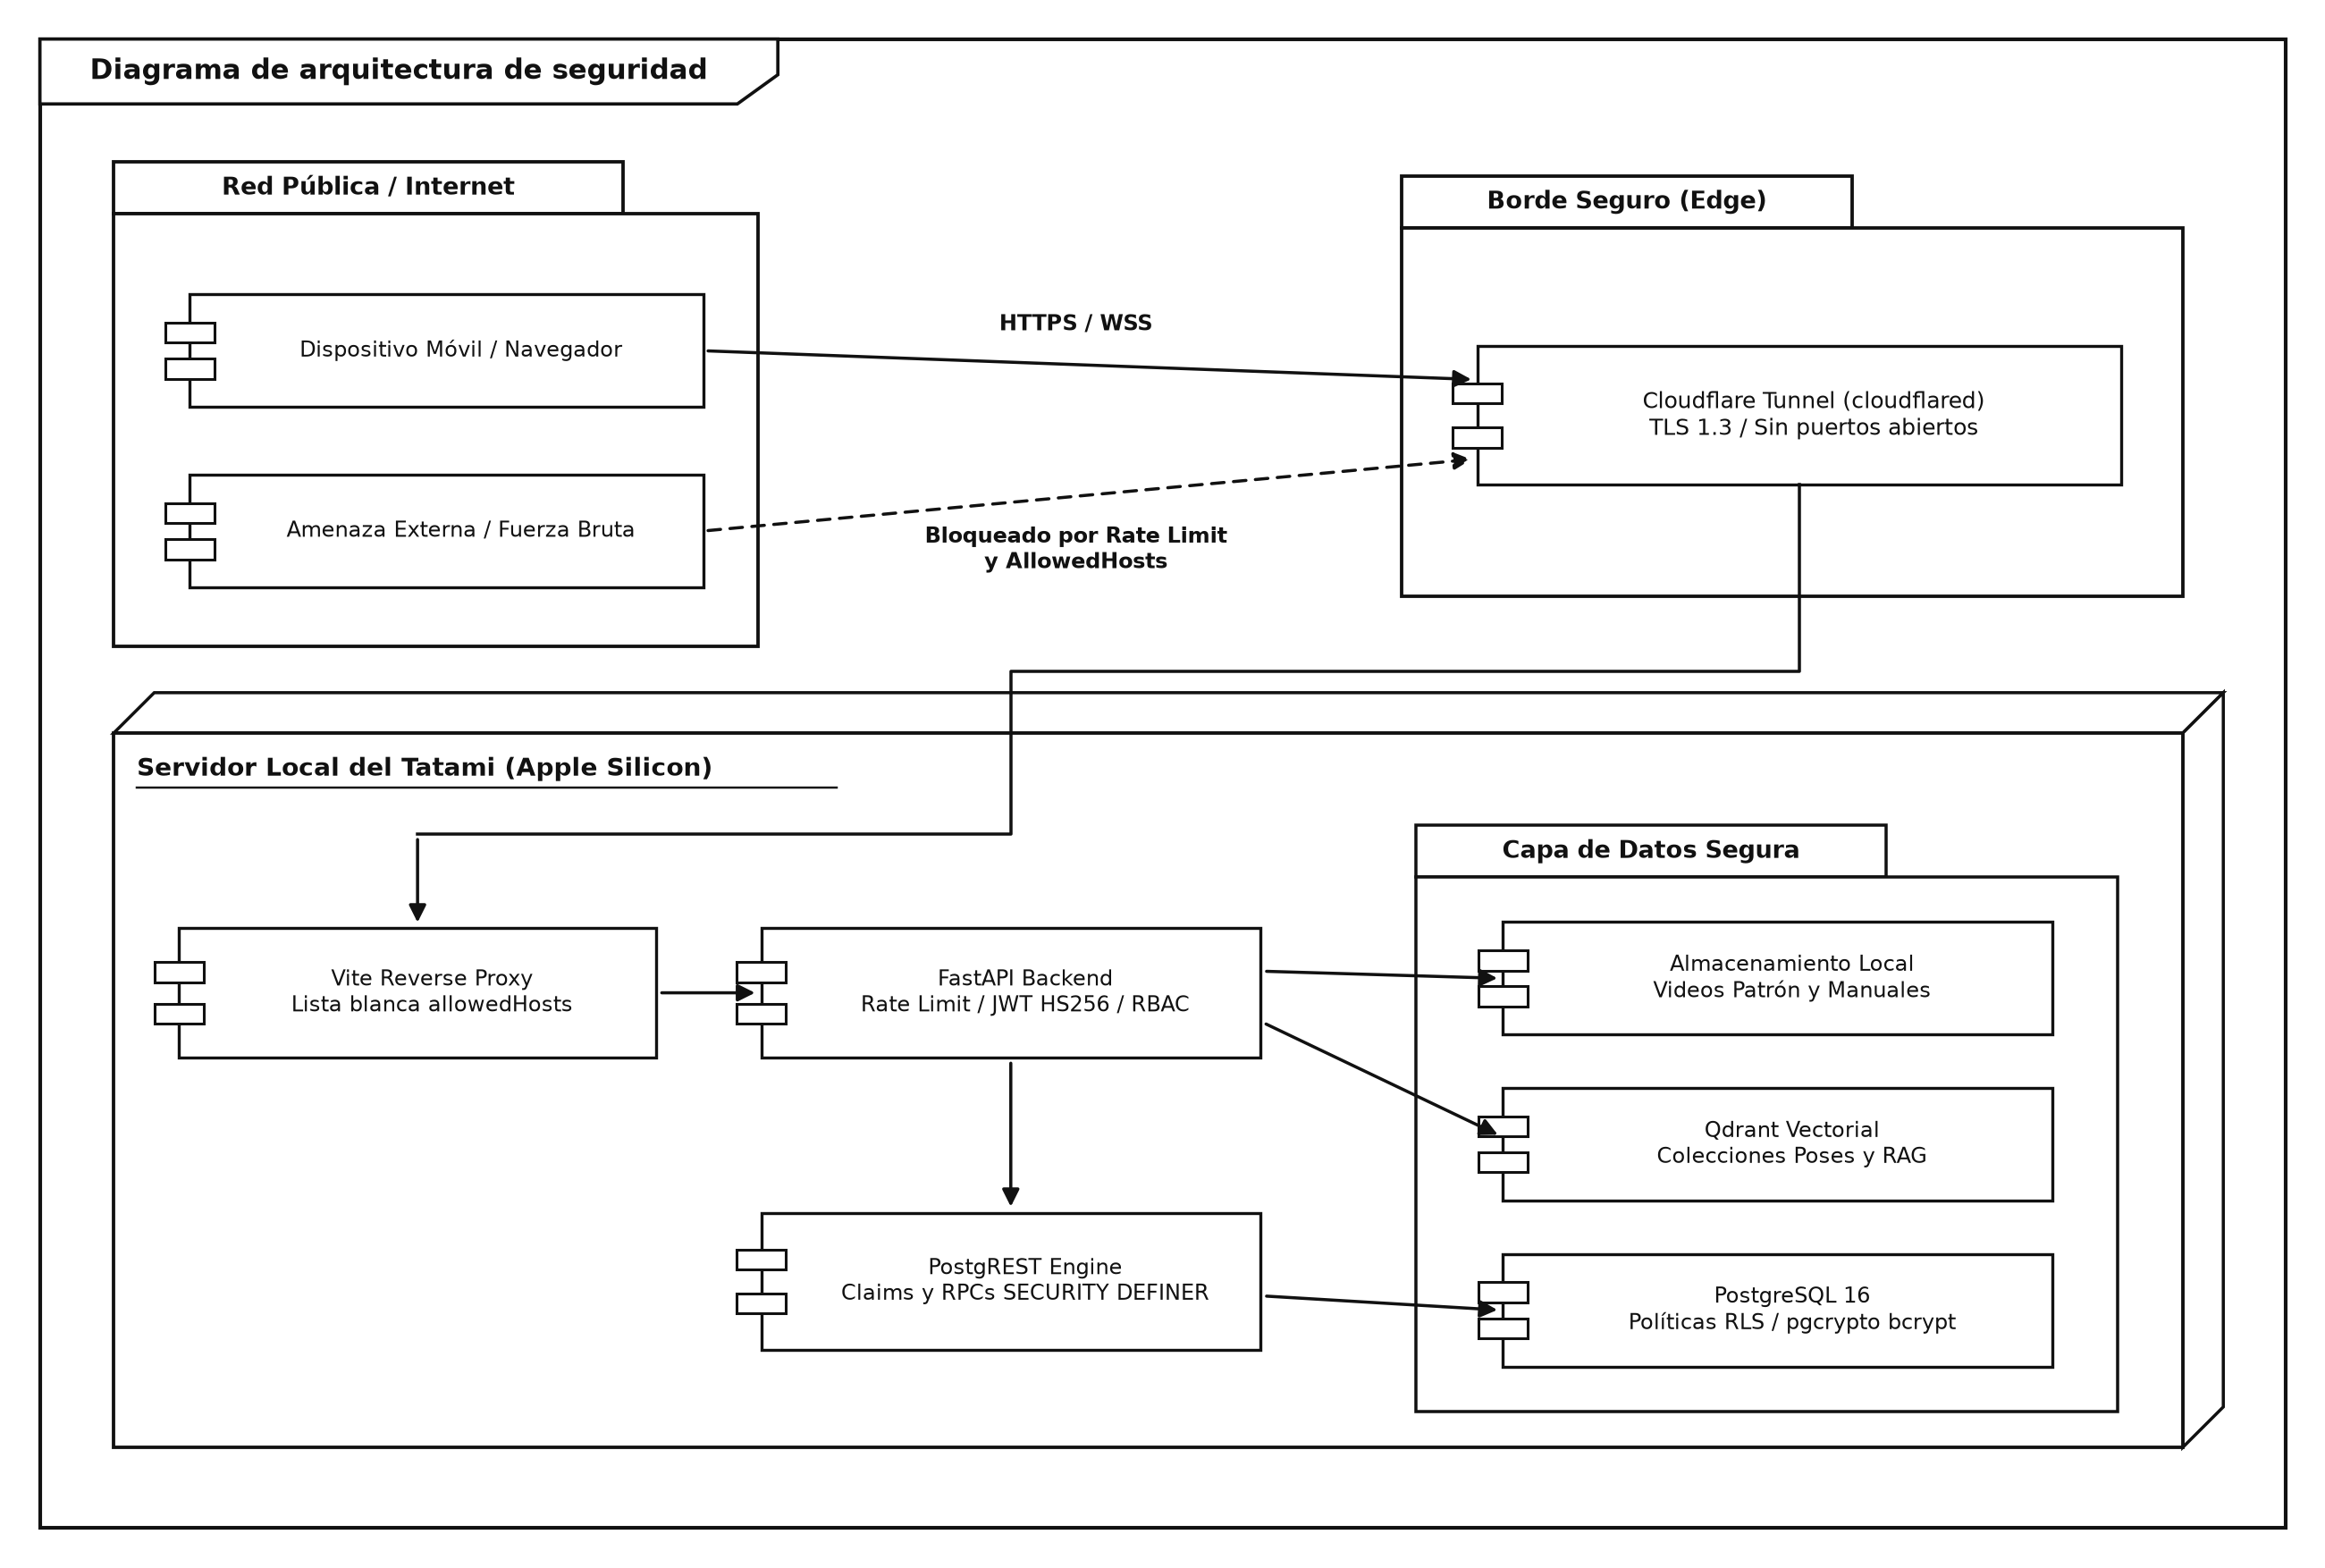 Diagrama de arquitectura de seguridad
Red Pública / Internet
Borde Seguro (Edge)
Dispositivo Móvil / Navegador
HTTPS / WSS
Cloudflare Tunnel (cloudflared)
TLS 1.3 / Sin puertos abiertos
Amenaza Externa / Fuerza Bruta
Bloqueado por Rate Limit
y AllowedHosts
Servidor Local del Tatami (Apple Silicon)
Capa de Datos Segura
Vite Reverse Proxy
Lista blanca allowedHosts
FastAPI Backend
Rate Limit / JWT HS256 / RBAC
Almacenamiento Local
Videos Patrón y Manuales
Qdrant Vectorial
Colecciones Poses y RAG
PostgREST Engine
Claims y RPCs SECURITY DEFINER
PostgreSQL 16
Políticas RLS / pgcrypto bcrypt